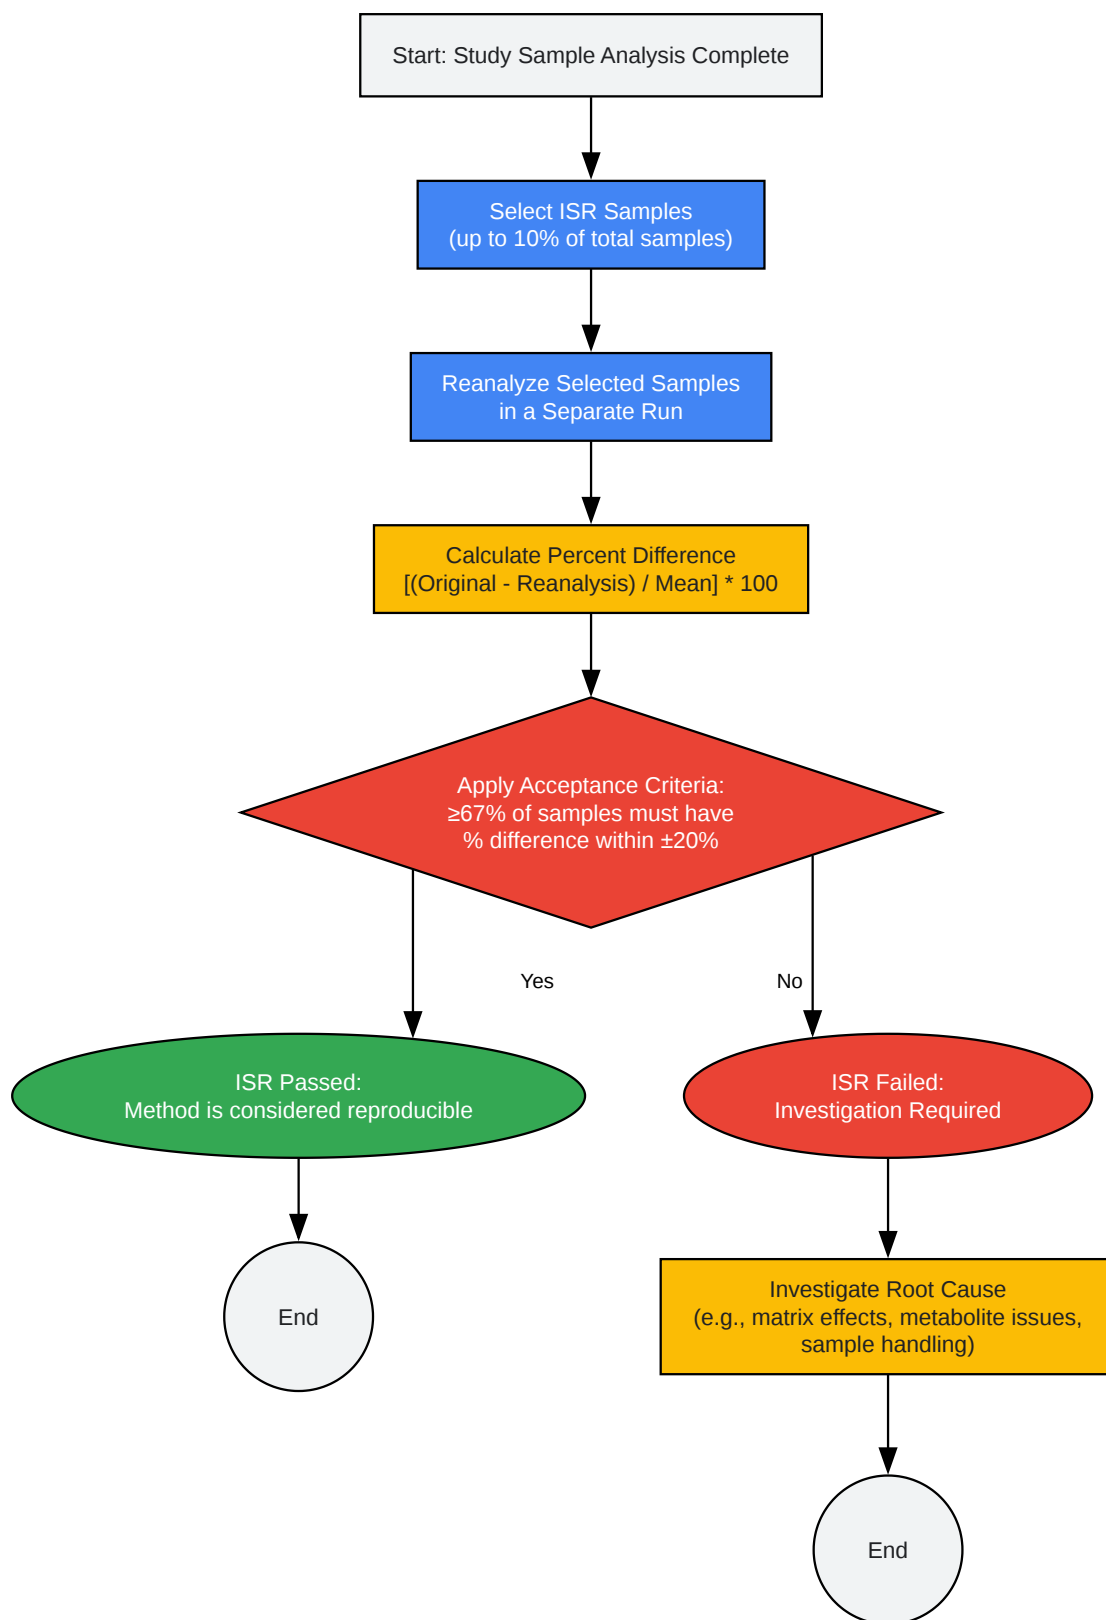 Start: Study Sample Analysis Complete
Select ISR Samples
(up to 10% of total samples)
Reanalyze Selected Samples
in a Separate Run
Calculate Percent Difference
[(Original - Reanalysis) / Mean] * 100
Apply Acceptance Criteria:
≥67% of samples must have
% difference within ±20%
Yes
No
ISR Passed:
Method is considered reproducible
ISR Failed:
Investigation Required
End
Investigate Root Cause
(e.g., matrix effects, metabolite issues,
sample handling)
End